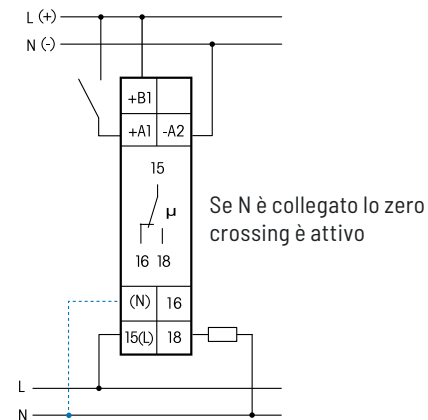 L (+)
N (-)
+B1
+A1 -A2
15
µ
16 18
Se N è collegato lo zero
crossing è attivo
(N) 16
15(L) 18
L
N